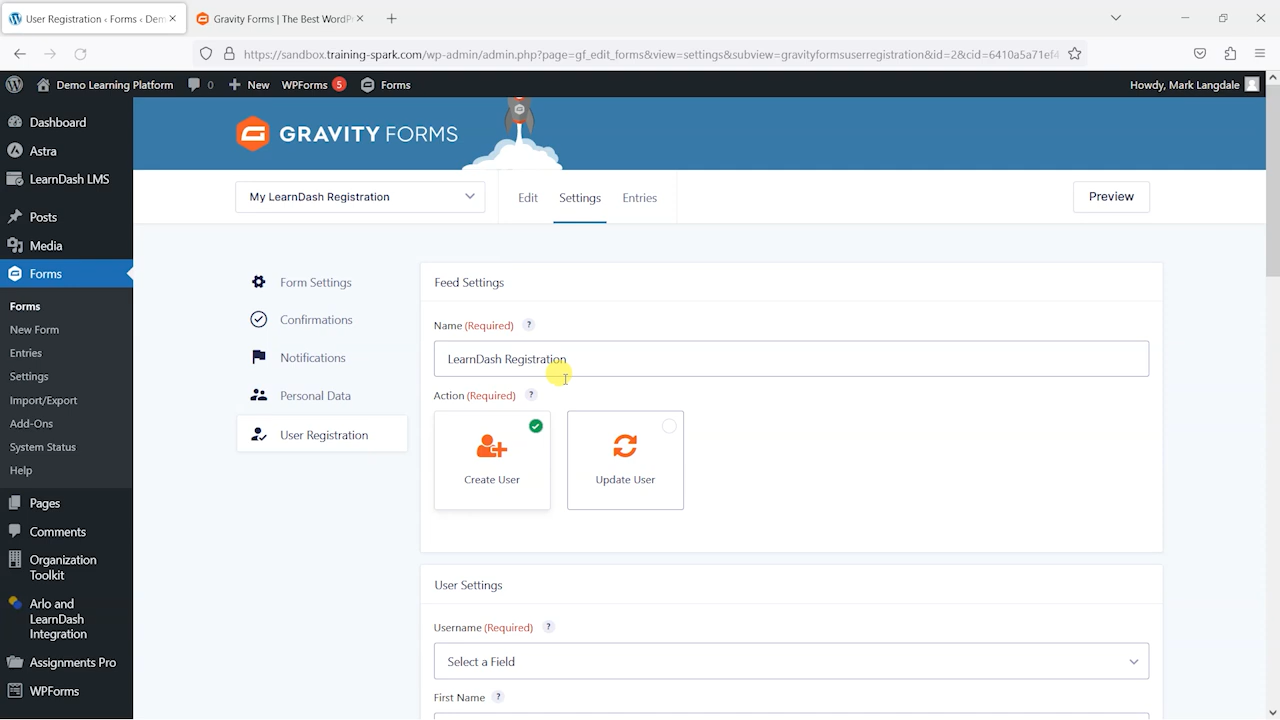 User Registration ‹ Forms ‹ Dem
Gravity Forms | The Best WordP
https://sandbox.training-spark.com/wp-admin/admin.php?page=gf_edit_forms&view=settings&subview=gravityformsuserregistration&id=2&cid=6410a5a71ef4
Demo Learning Platform
0
New
WPForms 5
Forms
Howdy, Mark Langdale
Dashboard
Astra
LearnDash LMS
Posts
Media
Forms
Forms
New Form
Entries
Settings
Import/Export
Add-Ons
System Status
Help
Pages
Comments
Organization
Toolkit
Arlo and
LearnDash
Integration
Assignments Pro
WPForms
GRAVITY FORMS
My LearnDash Registration
Edit
Settings
Entries
Preview
Form Settings
Confirmations
Notifications
Personal Data
User Registration
Feed Settings
Name (Required) ?
LearnDash Registration
Action (Required) ?
Create User
Update User
User Settings
Username (Required) ?
Select a Field
First Name ?